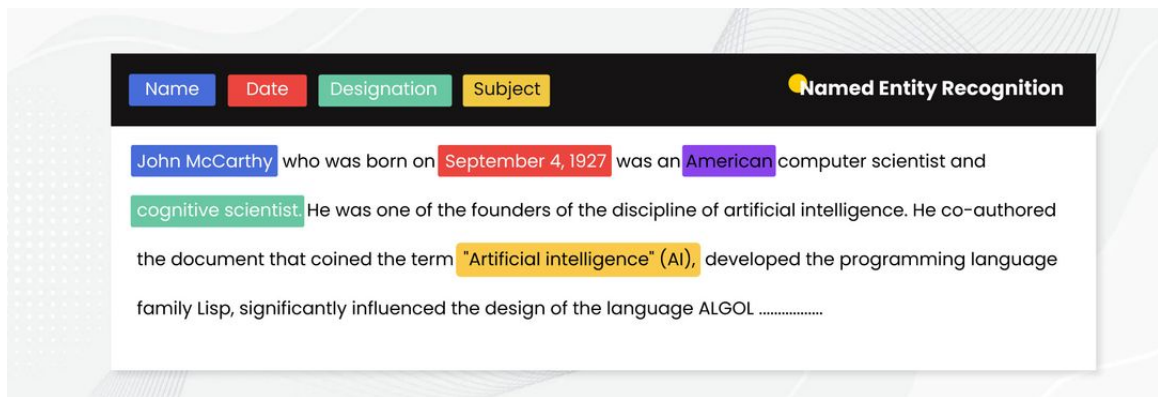 Name Date Designation Subject Named Entity Recognition
John McCarthy who was born on September 4, 1927 was an American computer scientist and
cognitive scientist. He was one of the founders of the discipline of artificial intelligence. He co-authored
the document that coined the term "Artificial intelligence" (AI), developed the programming language
family Lisp, significantly influenced the design of the language ALGOL .................